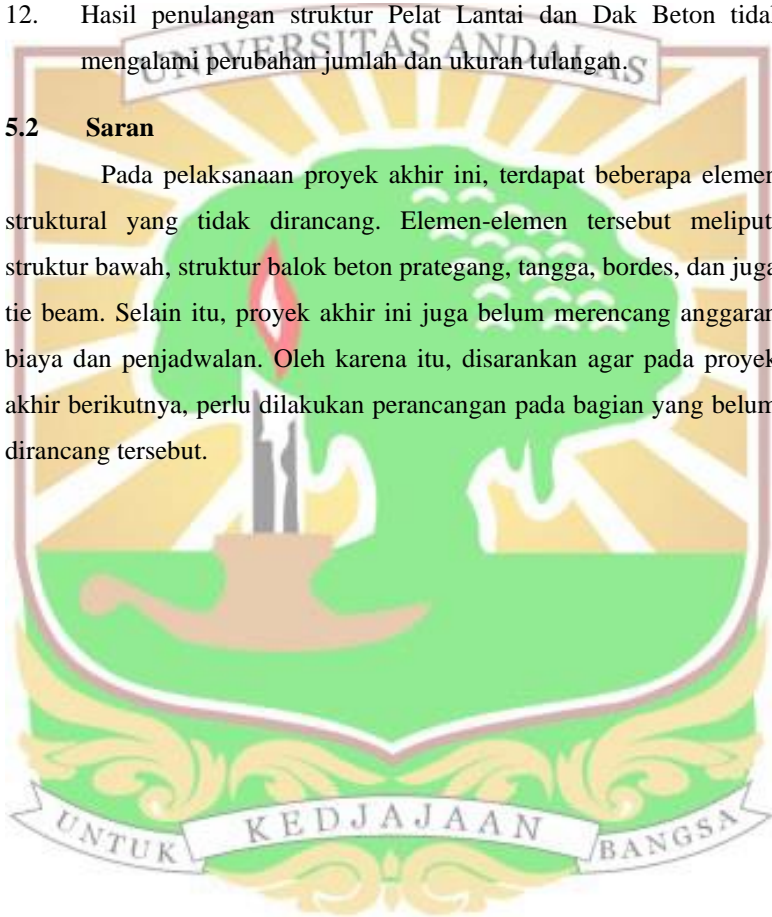 12. Hasil penulangan struktur Pelat Lantai dan Dak Beton tidak
mengalami perubahan jumlah dan ukuran tulangan.
UNIVERSITAS ANDALAS
5.2 Saran
Pada pelaksanaan proyek akhir ini, terdapat beberapa elemen
struktural yang tidak dirancang. Elemen-elemen tersebut meliputi
struktur bawah, struktur balok beton prategang, tangga, bordes, dan juga
tie beam. Selain itu, proyek akhir ini juga belum merencang anggaran
biaya dan penjadwalan. Oleh karena itu, disarankan agar pada proyek
akhir berikutnya, perlu dilakukan perancangan pada bagian yang belum
dirancang tersebut.
UNTUK KEDJAJAAN BANGSA